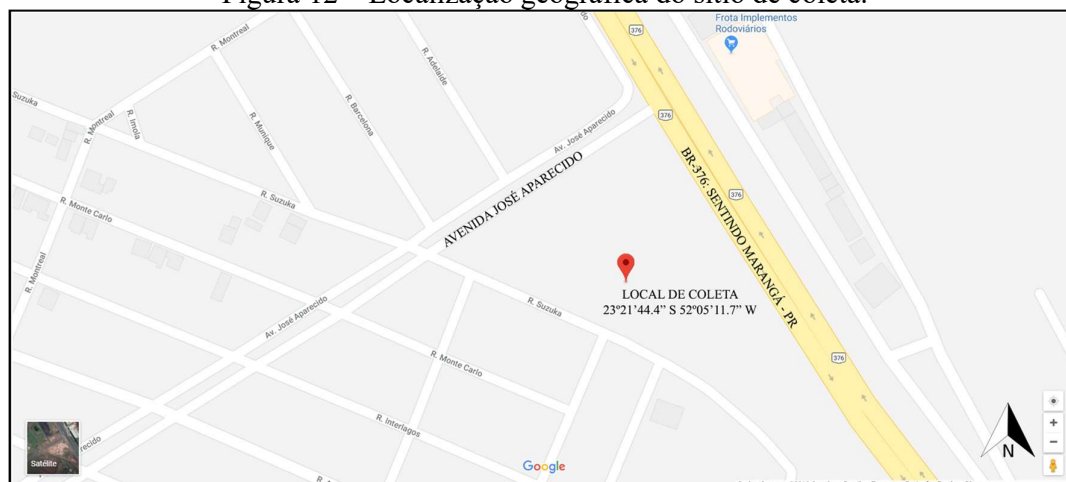 Figura 12 – Localização geográfica do sítio de coleta.
Frota Implementos
Rodoviários
376
R. Montreal
R. Adelaide
Suzuka
R. Montreal
R. Imola
R. Munique
R. Barcelona
Av. José Aparecido
376
AVENIDA JOSÉ APARECIDO
BR-376: SENTINDO MARANGÁ - PR
376
R. Suzuka
R. Monte Carlo
R. Montreal
LOCAL DE COLETA
23º21’44.4” S 52º05’11.7” W
R. Suzuka
Av. José Aparecido
R. Monte Carlo
376
R. Interlagos
Satélite
Google
N